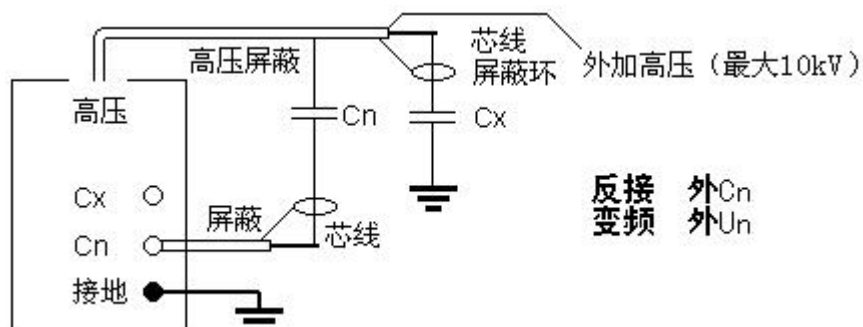 高压屏蔽
芯线
屏蔽环
外加高压（最大10kV）
高压
Cn
Cx
Cx
屏蔽
芯线
Cn
接地
反接 外Cn
变频 外Un